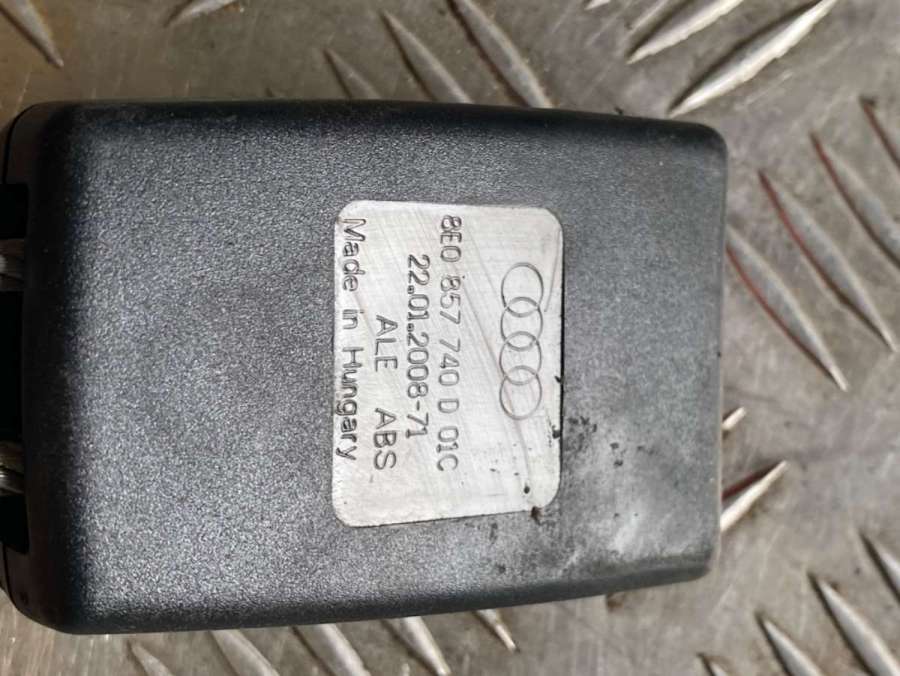 8E0 857 740 D 01C
22.01.2008-71
ALE ABS
Made in Hungary